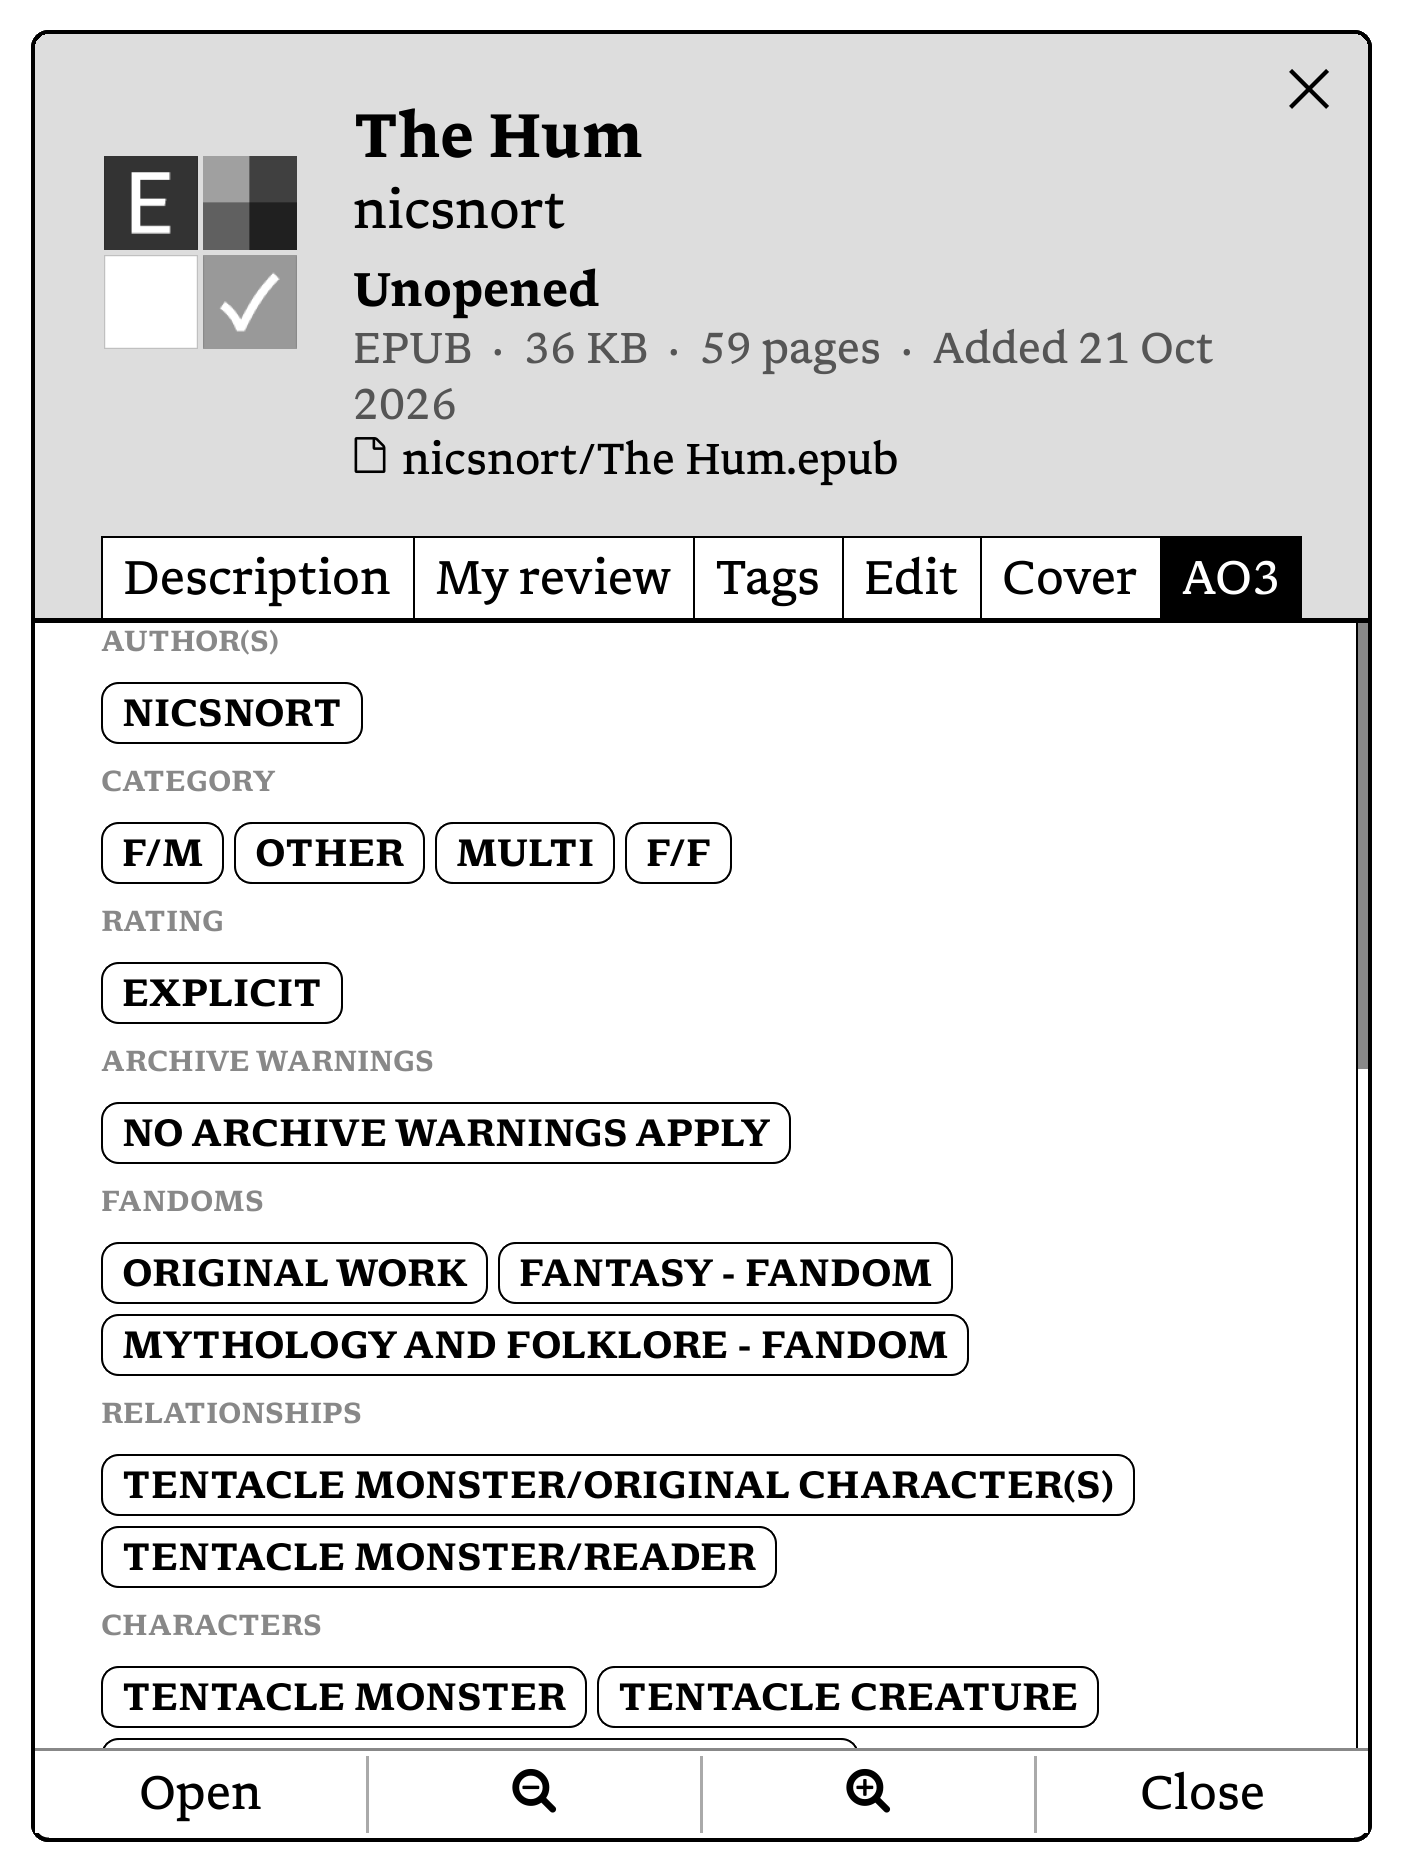 The Hum
nicsnort
E
Unopened
EPUB · 36 KB · 59 pages · Added 21 Oct
2026
nicsnort/The Hum.epub
Description My review Tags Edit Cover AO3
AUTHOR(S)
NICSNORT
CATEGORY
F/M OTHER MULTI F/F
RATING
EXPLICIT
ARCHIVE WARNINGS
NO ARCHIVE WARNINGS APPLY
FANDOMS
ORIGINAL WORK FANTASY - FANDOM
MYTHOLOGY AND FOLKLORE - FANDOM
RELATIONSHIPS
TENTACLE MONSTER/ORIGINAL CHARACTER(S)
TENTACLE MONSTER/READER
CHARACTERS
TENTACLE MONSTER TENTACLE CREATURE
Open Close